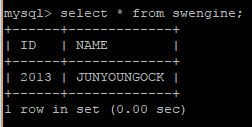 mysql> select * from swengine;
+------+-------------+
| ID   | NAME        |
+------+-------------+
| 2013 | JUNYOUNGOCK |
+------+-------------+
1 row in set (0.00 sec)